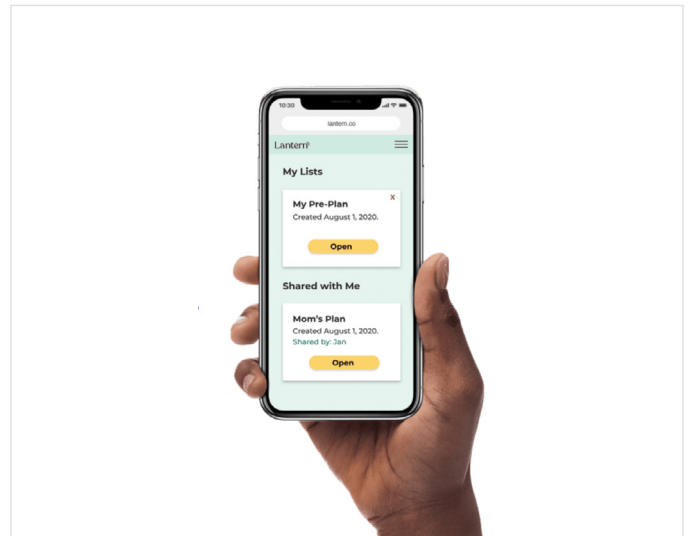 10:30
lantern.co
Lantern
My Lists
X
My Pre-Plan
Created August 1, 2020.
Open
Shared with Me
Mom's Plan
Created August 1, 2020.
Shared by: Jan
Open